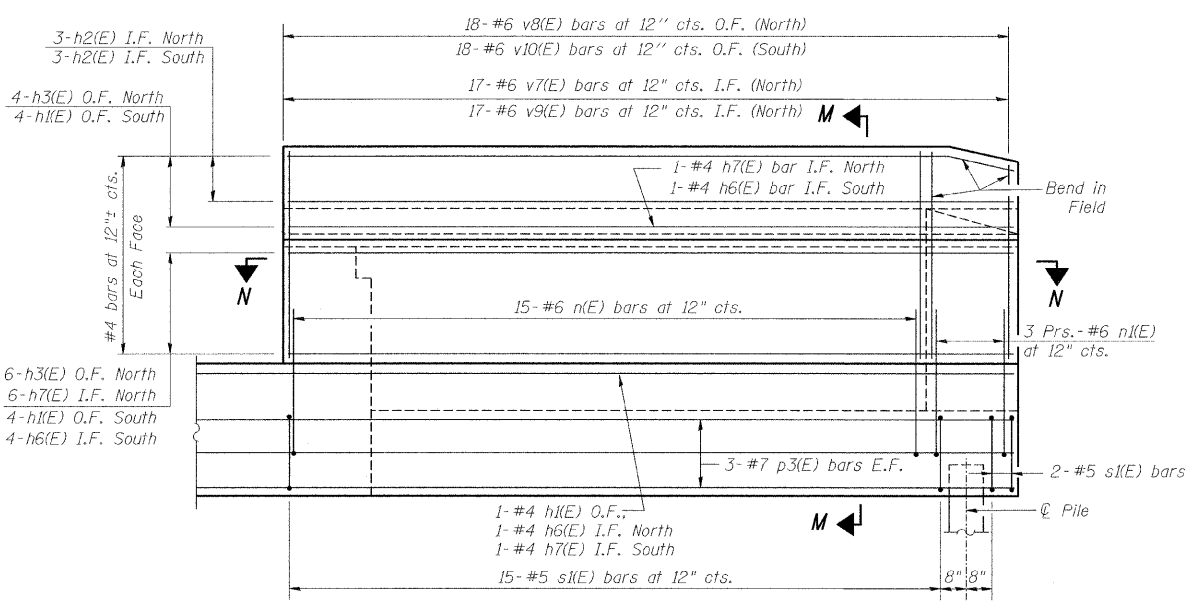 18-#6 v8(E) bars at 12'' cts. O.F. (North)
18-#6 v10(E) bars at 12'' cts. O.F. (South)
3-h2(E) I.F. North
3-h2(E) I.F. South
17-#6 v7(E) bars at 12" cts. I.F. (North)
17-#6 v9(E) bars at 12" cts. I.F. (North)
4-h3(E) O.F. North
4-h1(E) O.F. South
M
1-#4 h7(E) bar I.F. North
1-#4 h6(E) bar I.F. South
Bend in
Field
#4 bars at 12"± cts.
Each Face
N
N
15-#6 n(E) bars at 12" cts.
3 Prs.-#6 n1(E)
at 12" cts.
6-h3(E) O.F. North
6-h7(E) I.F. North
4-h1(E) O.F. South
4-h6(E) I.F. South
3-#7 p3(E) bars E.F.
2-#5 s1(E) bars
1-#4 h1(E) O.F.,
1-#4 h6(E) I.F. North
1-#4 h7(E) I.F. South
M
℄ Pile
15-#5 s1(E) bars at 12" cts.
8" 8"